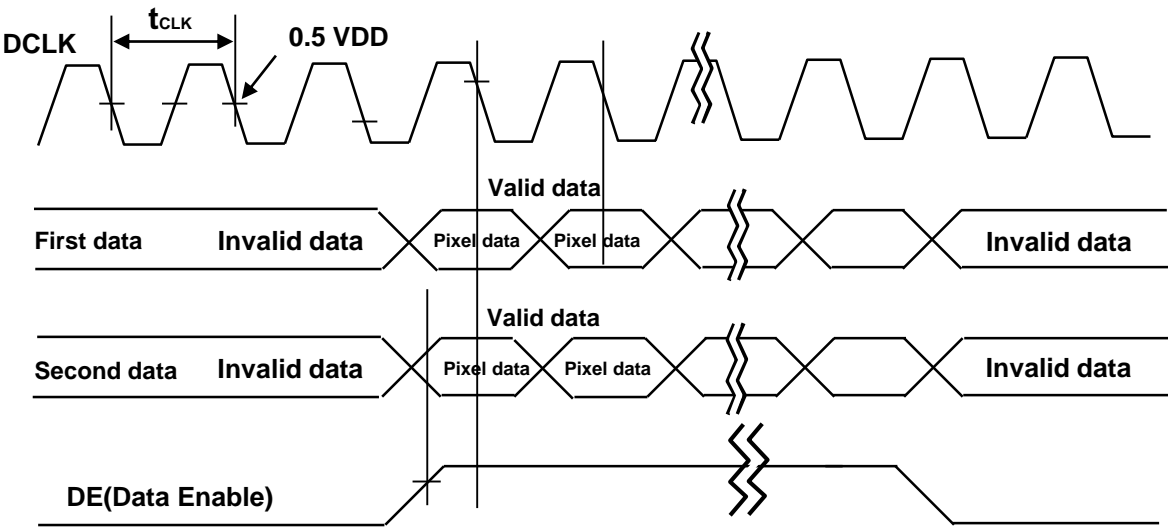 tCLK
DCLK
0.5 VDD
Valid data
First data Invalid data Pixel data Pixel data Invalid data
Valid data
Second data Invalid data Pixel data Pixel data Invalid data
DE(Data Enable)